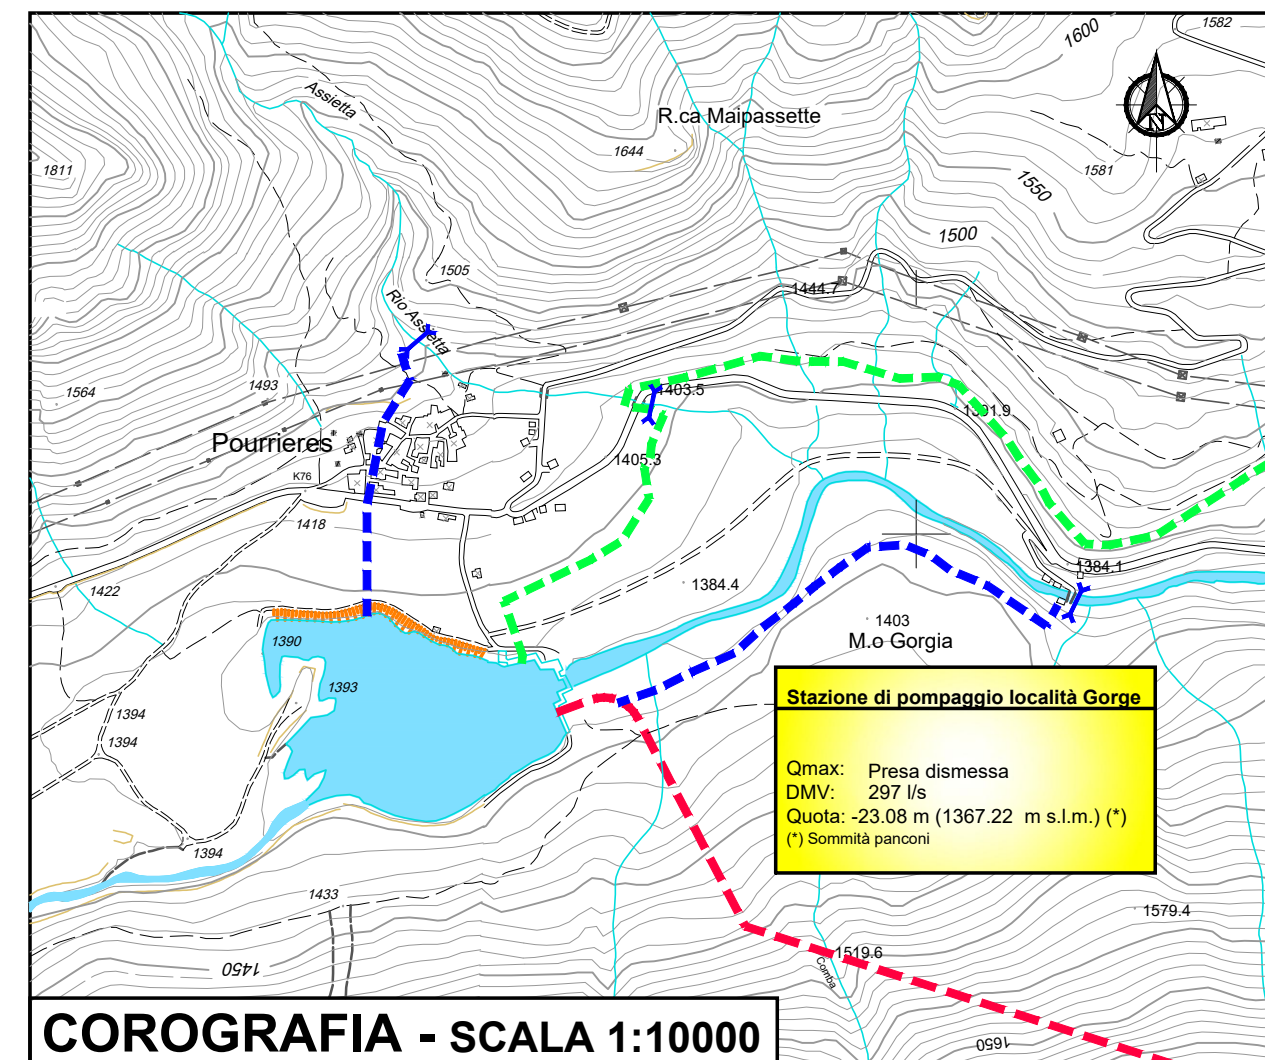 1582
1600
Assietta
R.ca Maipassette
N
1644
1811
1581
1550
1500
1505
1444.7
Rio Assietta
1564
1493
1403.5
1391.9
Pourrieres
1405.3
K76
1418
1384.1
1422
1384.4
1403
1390
M.o Gorgia
1393
1394
1394
1394
Stazione di pompaggio località Gorge
Qmax: Presa dismessa
DMV: 297 l/s
Quota: -23.08 m (1367.22 m s.l.m.) (*)
(*) Sommità panconi
1433
1579.4
1450
1519.6
Comba
1650
COROGRAFIA - SCALA 1:10000